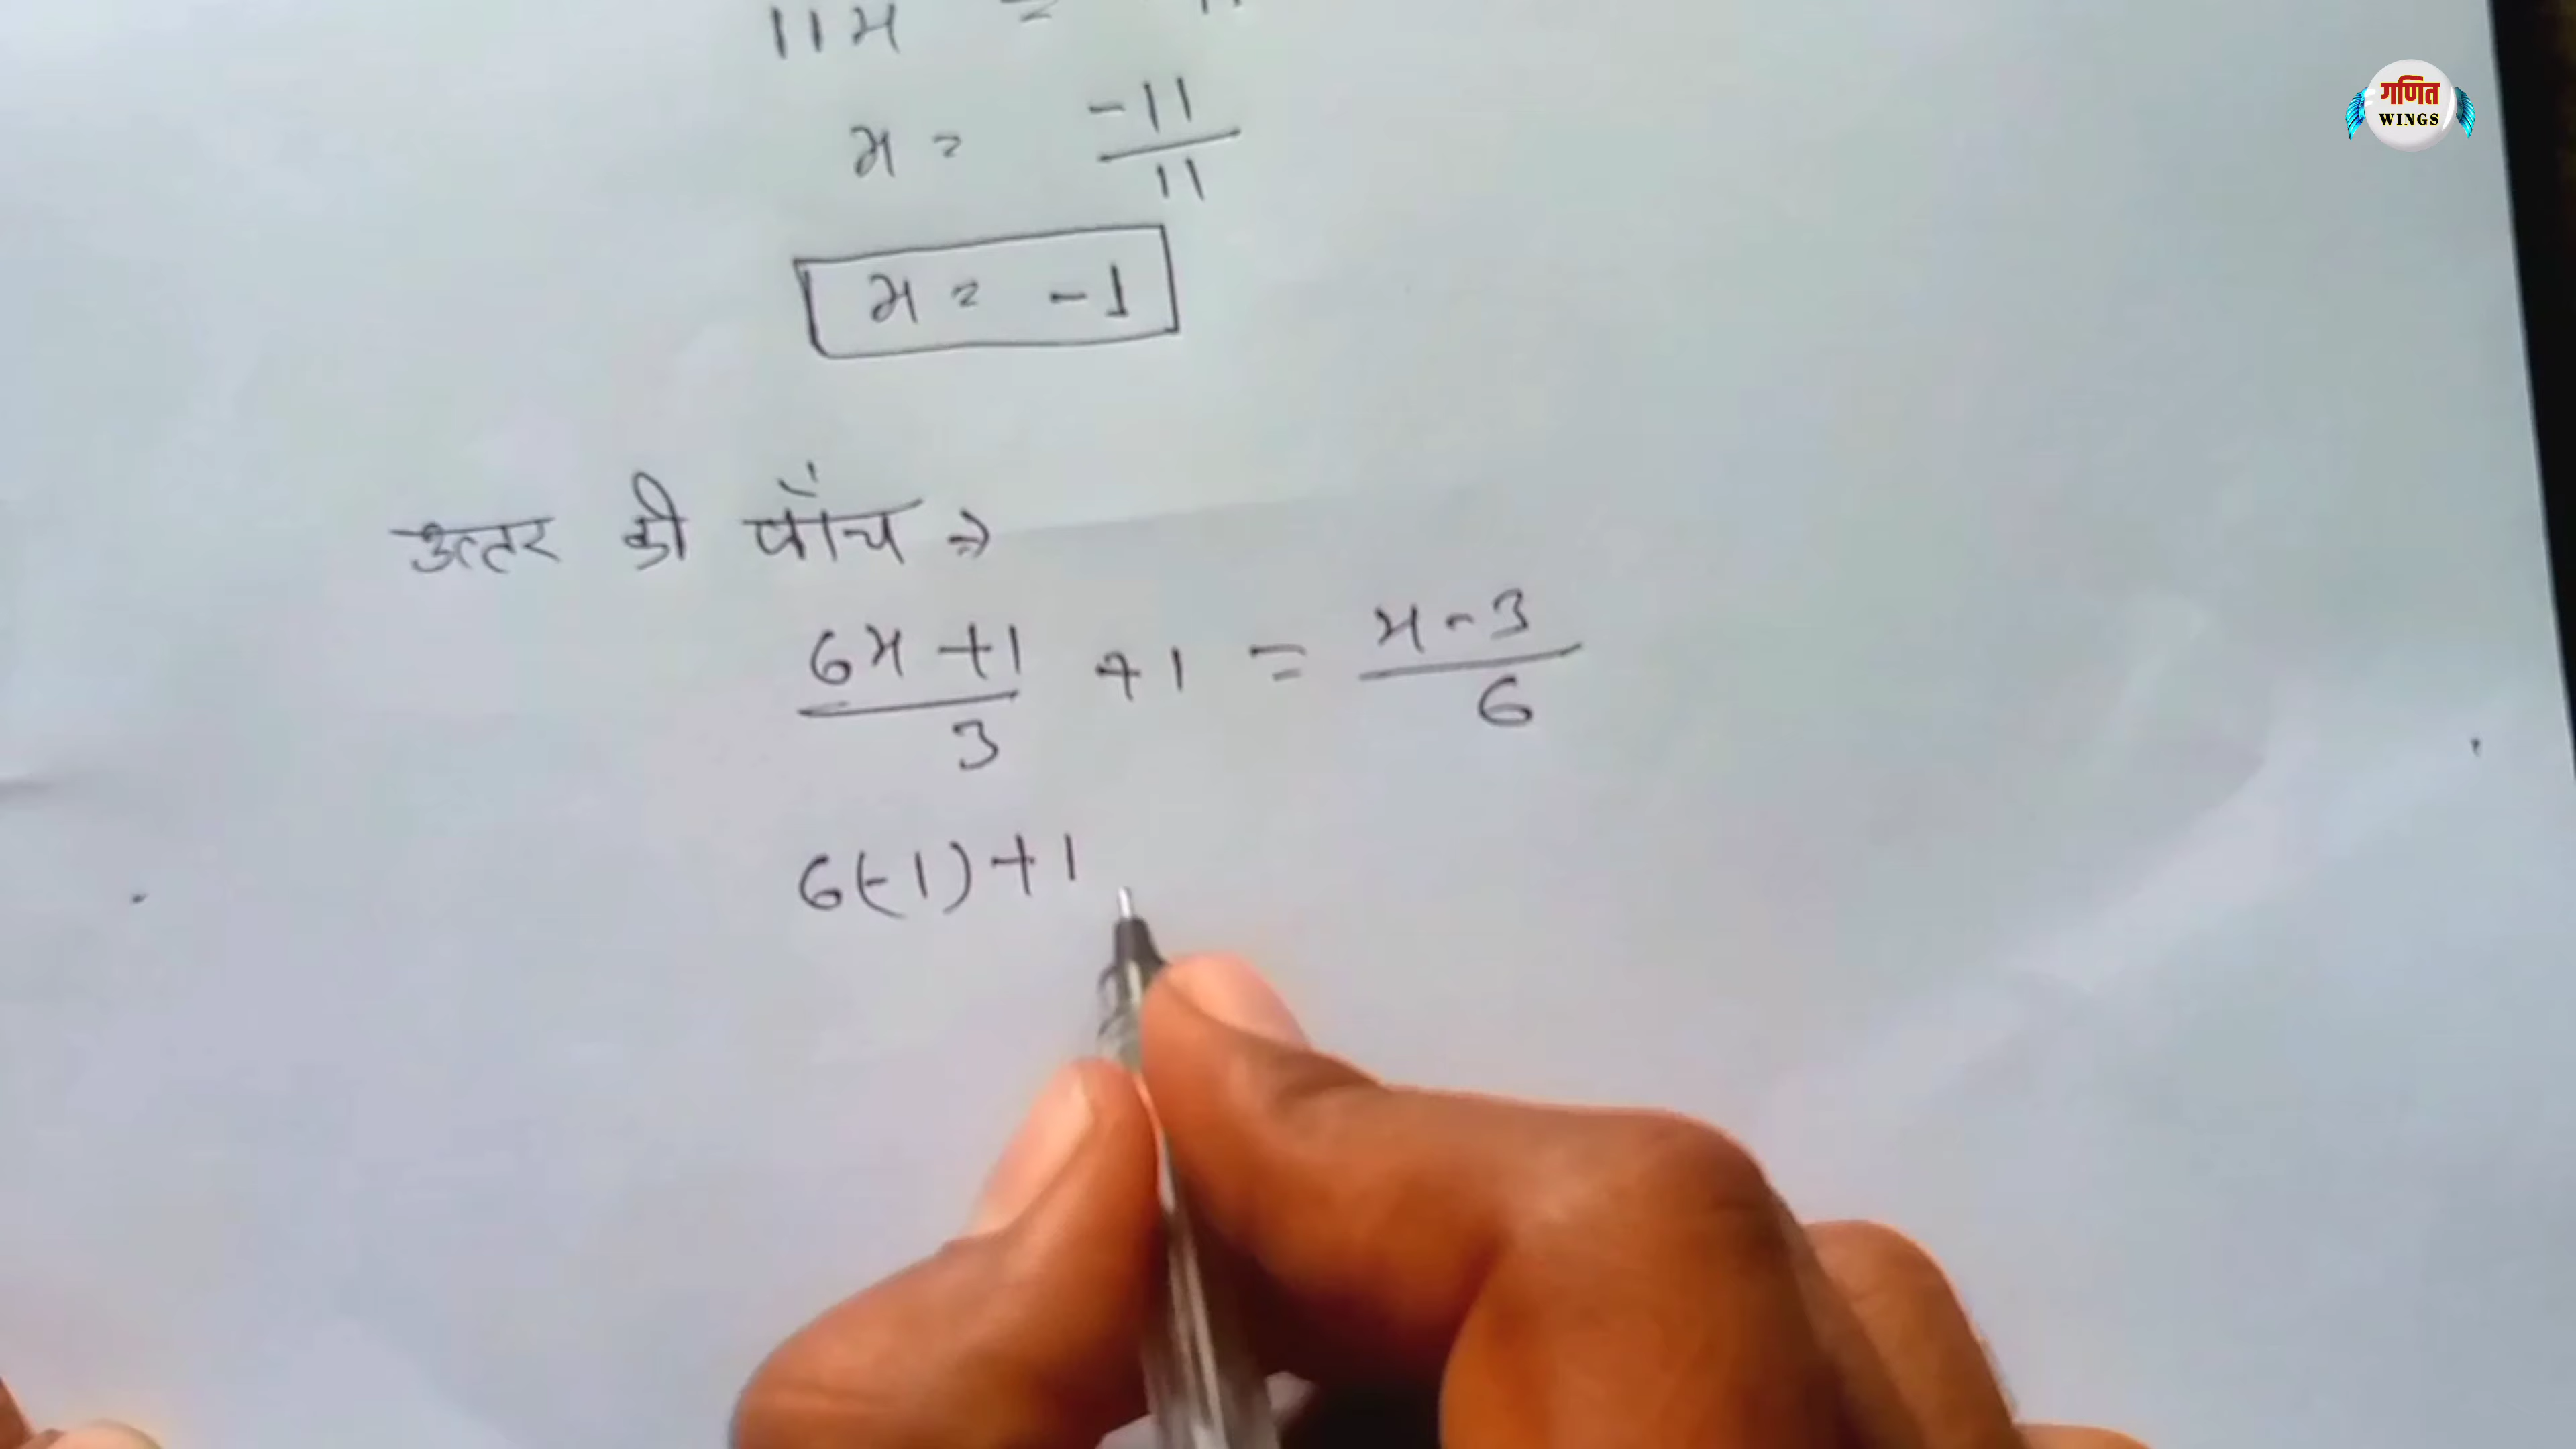 11x =
गणित
WINGS
x = -11/11
x = -1
उत्तर की जाँच ⇒
(6x+1)/3 + 1 = (x-3)/6
6(-1)+1